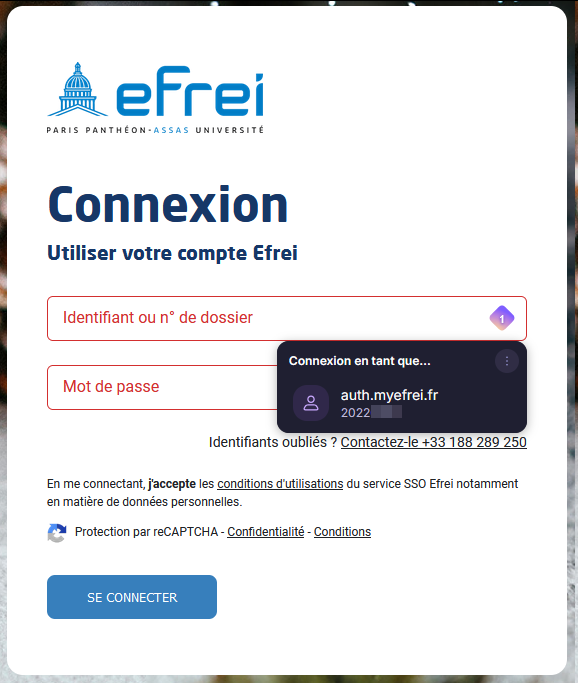 efrei
PARIS PANTHÉON-ASSAS UNIVERSITÉ
Connexion
Utiliser votre compte Efrei
Identifiant ou n° de dossier
1
Connexion en tant que...
auth.myefrei.fr
2022
Mot de passe
Identifiants oubliés ? Contactez-le +33 188 289 250
En me connectant, j'accepte les conditions d'utilisations du service SSO Efrei notamment
en matière de données personnelles.
Protection par reCAPTCHA - Confidentialité - Conditions
SE CONNECTER